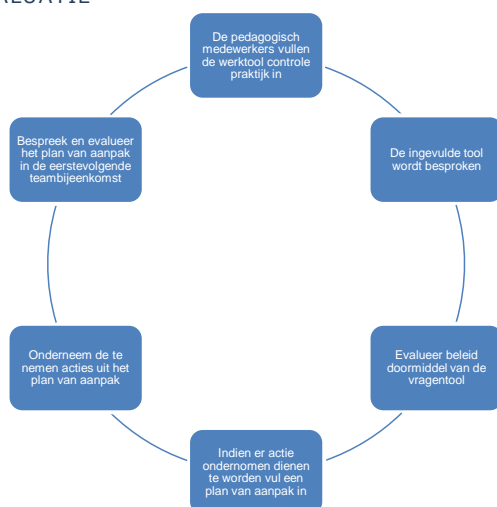 De pedagogisch
medewerkers vullen
de werktool controle
praktijk in
De ingevulde tool
wordt besproken
Evalueer beleid
doormiddel van de
vragentool
Indien er actie
ondernomen dienen
te worden vul een
plan van aanpak in
Onderneem de te
nemen acties uit het
plan van aanpak
Bespreek en evalueer
het plan van aanpak
in de eerstevolgende
teambijeenkomst